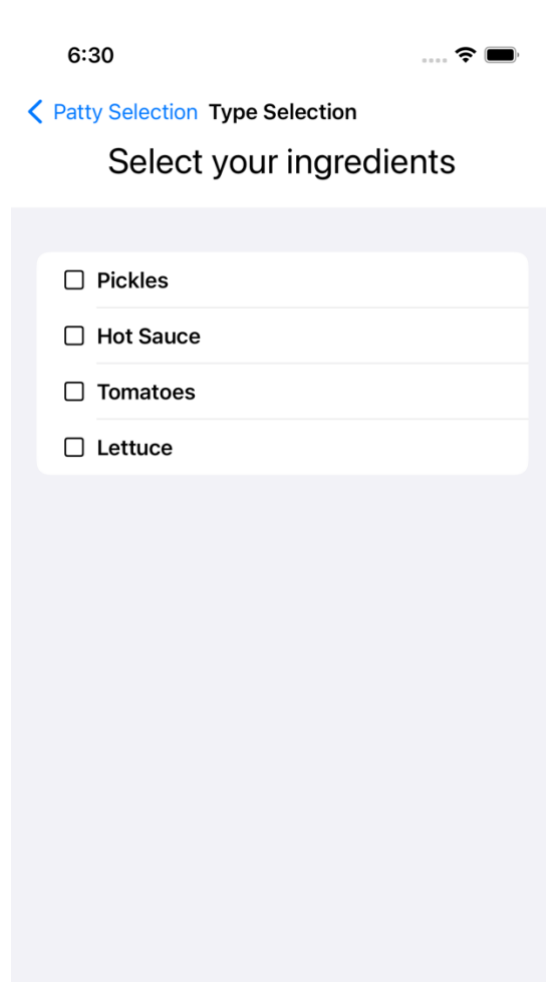 6:30
Patty Selection Type Selection
Select your ingredients
Pickles
Hot Sauce
Tomatoes
Lettuce